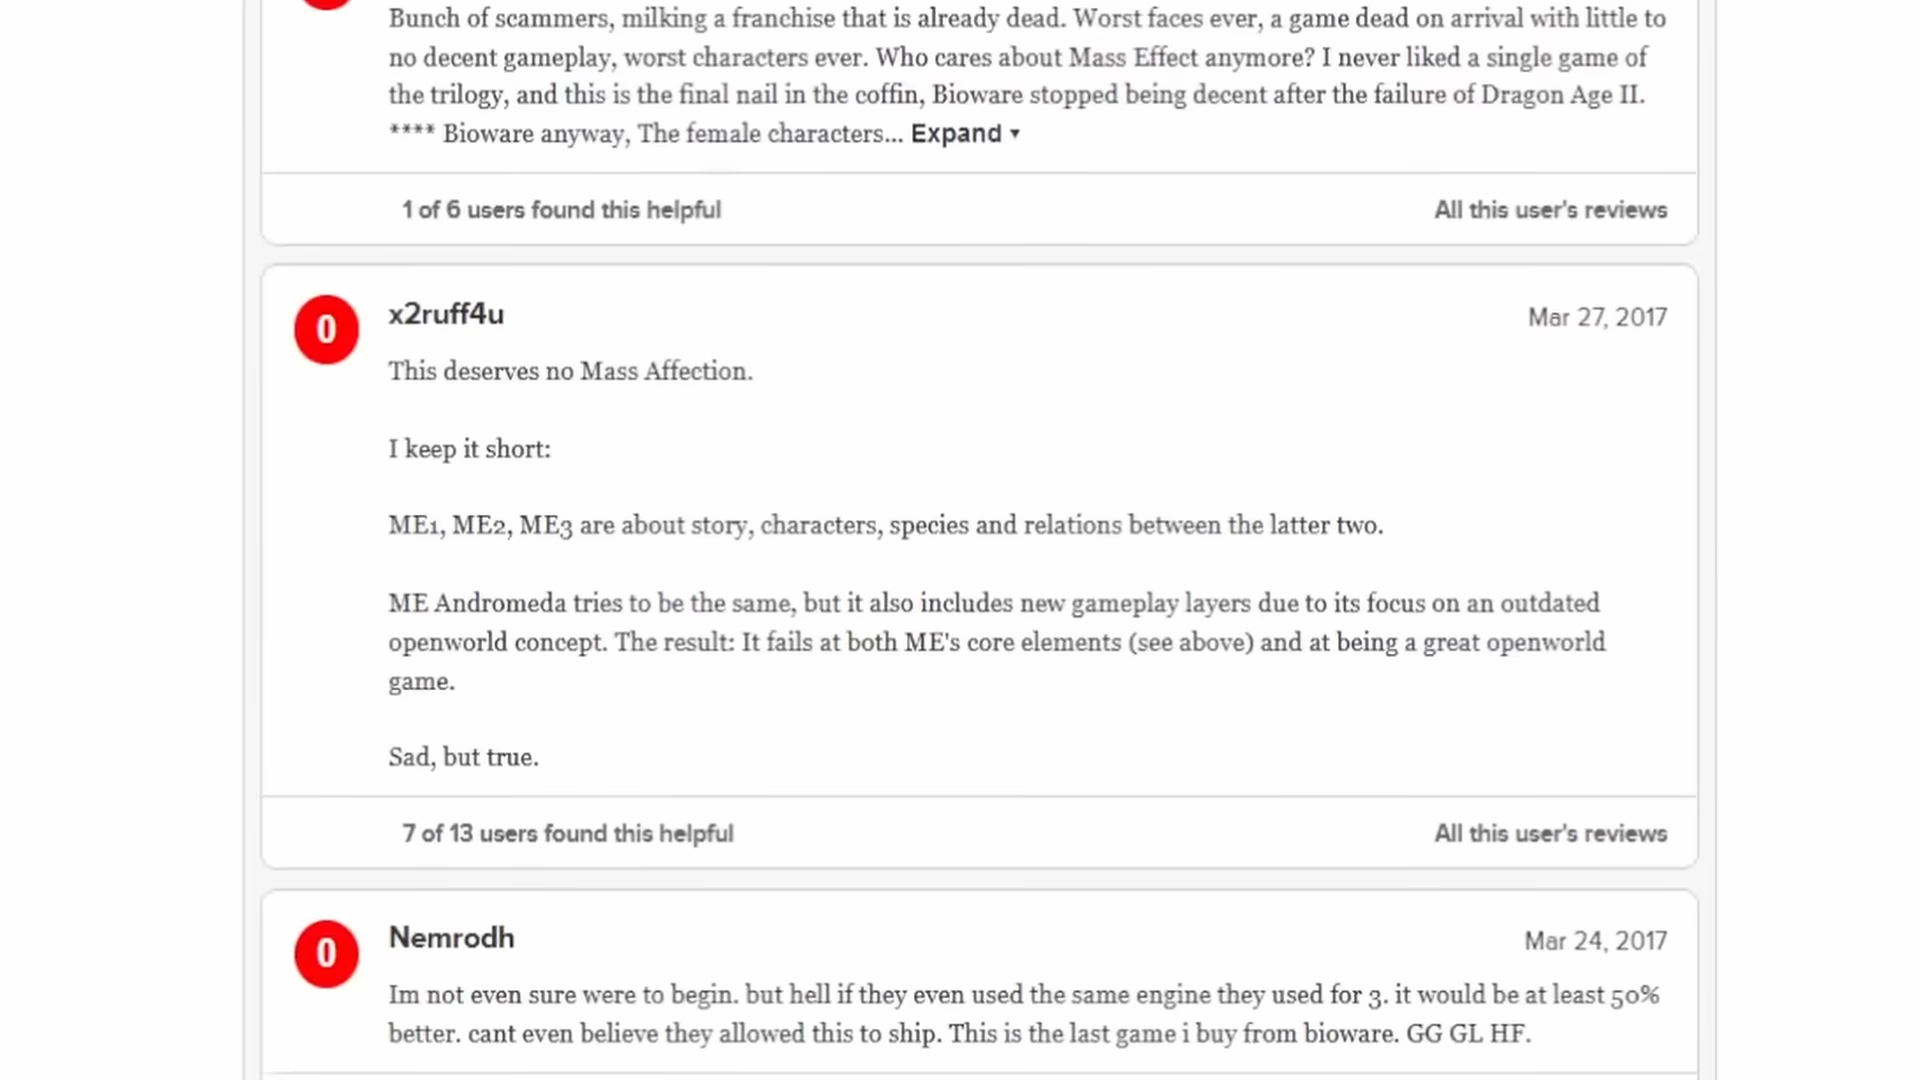 Bunch of scammers, milking a franchise that is already dead. Worst faces ever, a game dead on arrival with little to
no decent gameplay, worst characters ever. Who cares about Mass Effect anymore? I never liked a single game of
the trilogy, and this is the final nail in the coffin, Bioware stopped being decent after the failure of Dragon Age II.
**** Bioware anyway, The female characters... Expand ▾
1 of 6 users found this helpful
All this user's reviews
0
x2ruff4u
Mar 27, 2017
This deserves no Mass Affection.
I keep it short:
ME1, ME2, ME3 are about story, characters, species and relations between the latter two.
ME Andromeda tries to be the same, but it also includes new gameplay layers due to its focus on an outdated
openworld concept. The result: It fails at both ME's core elements (see above) and at being a great openworld
game.
Sad, but true.
7 of 13 users found this helpful
All this user's reviews
0
Nemrodh
Mar 24, 2017
Im not even sure were to begin. but hell if they even used the same engine they used for 3. it would be at least 50%
better. cant even believe they allowed this to ship. This is the last game i buy from bioware. GG GL HF.